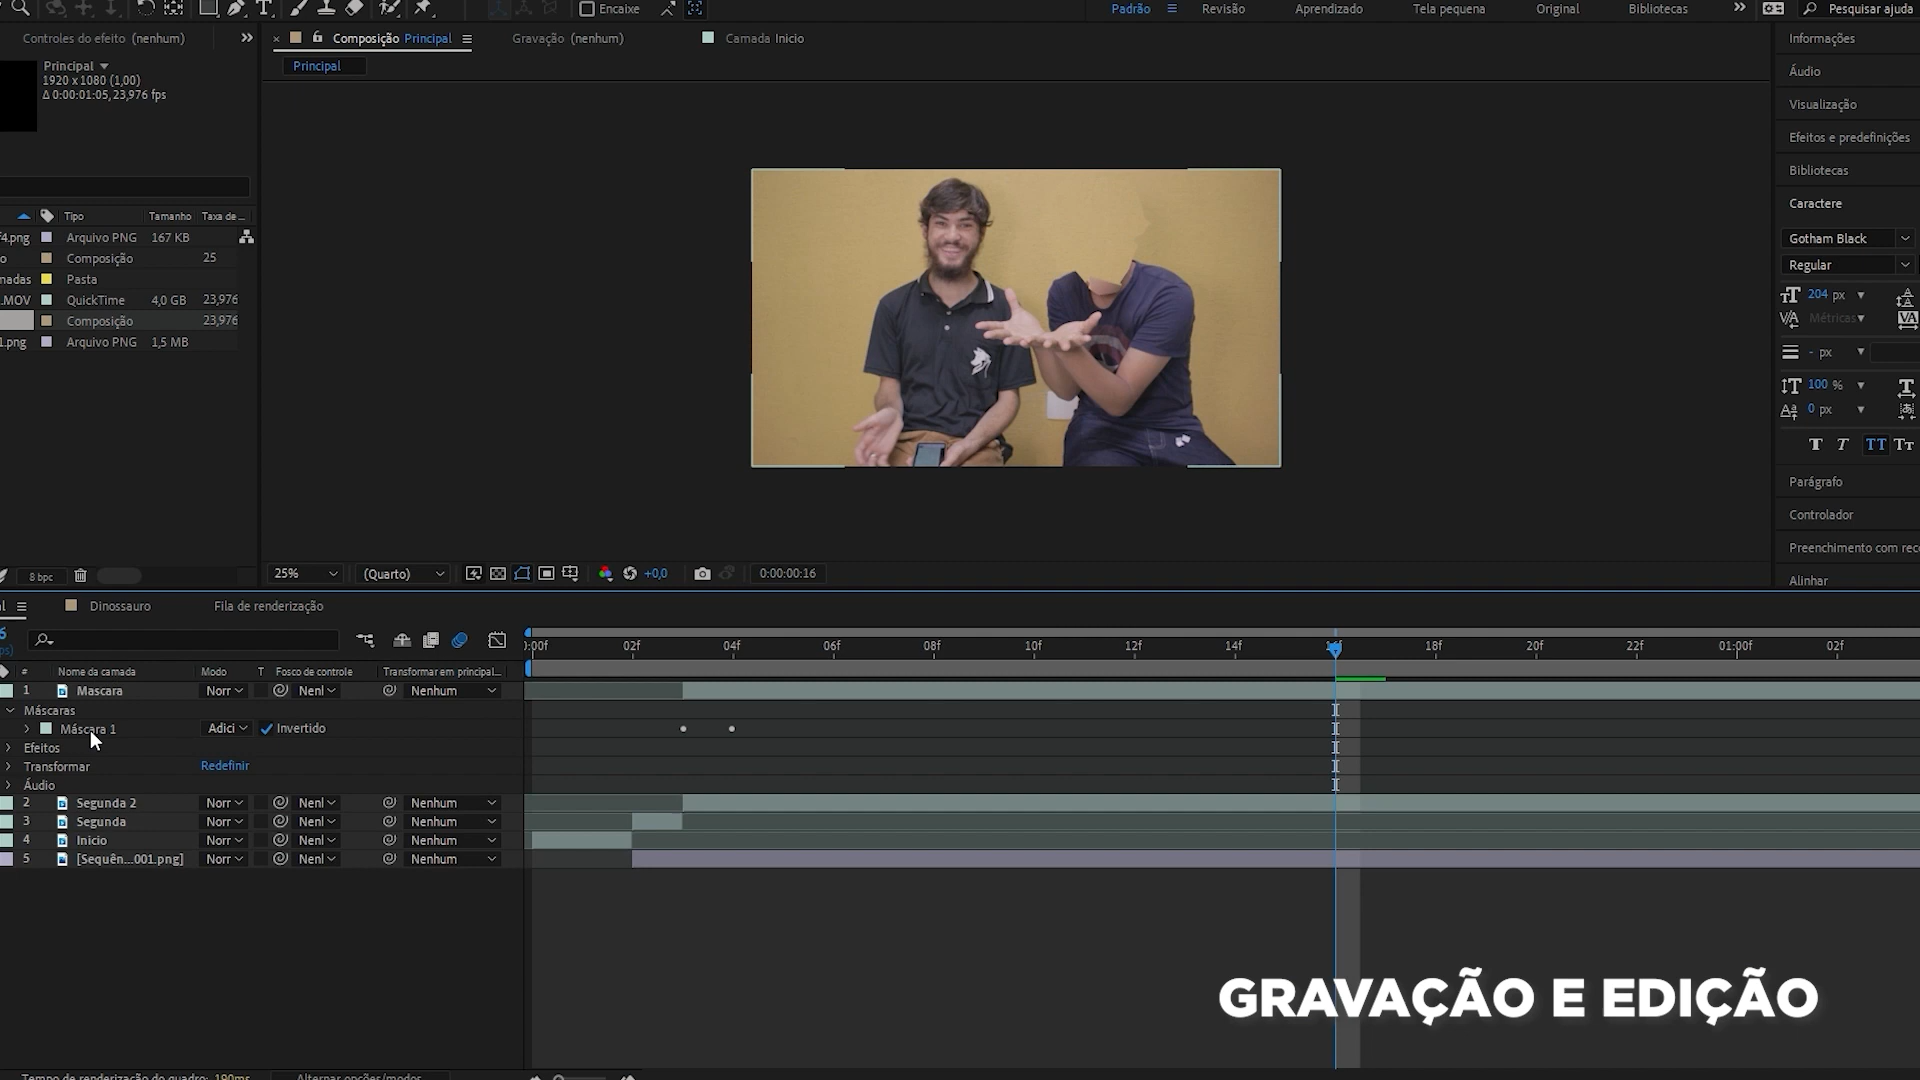 Encaixe
Padrão
Revisão
Aprendizado
Tela pequena
Original
Bibliotecas
Pesquisar ajuda
Controles do efeito (nenhum)
Composição Principal
Gravação (nenhum)
Camada Inicio
Principal
Principal
1920 x 1080 (1,00)
Δ 0:00:01:05, 23,976 fps
Informações
Áudio
Visualização
Efeitos e predefinições
Bibliotecas
Caractere
Gotham Black
Regular
204 px
Métricas
- px
100 %
0 px
Parágrafo
Controlador
Preenchimento com reco
Alinhar
Tipo Tamanho Taxa de ...
f4.png Arquivo PNG 167 KB
o Composição 25
madas Pasta
.MOV QuickTime 4,0 GB 23,976
Composição 23,976
1.png Arquivo PNG 1,5 MB
8 bpc
25%
(Quarto)
+0,0
0:00:00:16
Dinossauro
Fila de renderização
0:00f 02f 04f 06f 08f 10f 12f 14f 18f 20f 22f 01:00f 02f
# Nome da camada Modo T Fosco de controle Transformar em principal...
1 Mascara Norr Nenl Nenhum
Máscaras
Máscara 1 Adici Invertido
Efeitos
Transformar Redefinir
Áudio
2 Segunda 2 Norr Nenl Nenhum
3 Segunda Norr Nenl Nenhum
4 Inicio Norr Nenl Nenhum
5 [Sequên...001.png] Norr Nenl Nenhum
GRAVAÇÃO E EDIÇÃO
Tempo de renderização do quadro: 190ms
Alternar opções/modos